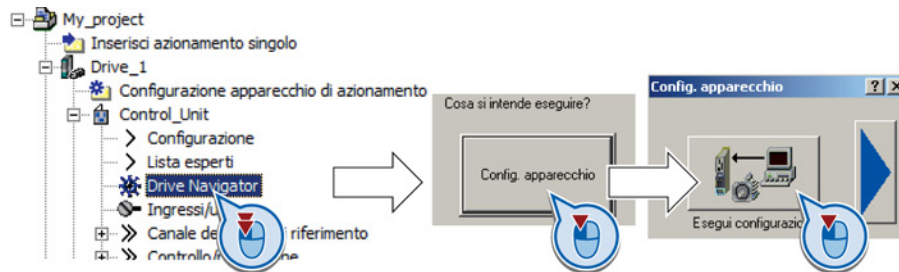 My_project
Inserisci azionamento singolo
Drive_1
Configurazione apparecchio di azionamento
Control_Unit
Configurazione
Lista esperti
Drive Navigator
Ingressi/u
Canale de i riferimento
Controllo/ ne
Cosa si intende eseguire?
Config. apparecchio
Config. apparecchio
Esegui configurazio